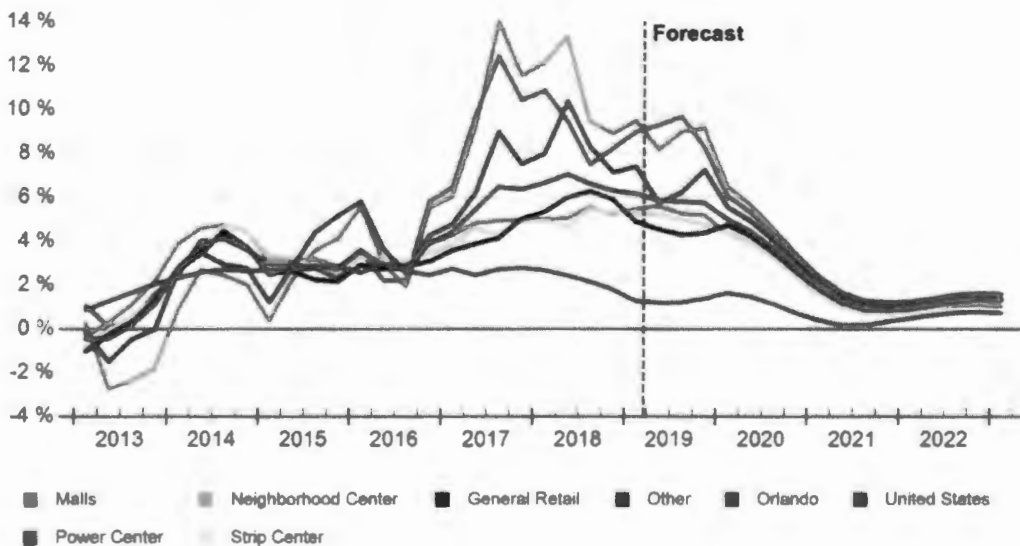 14 %
Forecast
12 %
10 %
8 %
6 %
4 %
2 %
0 %
-2 %
-4 %
2013 2014 2015 2016 2017 2018 2019 2020 2021 2022
Malls Neighborhood Center General Retail Other Orlando United States
Power Center Strip Center